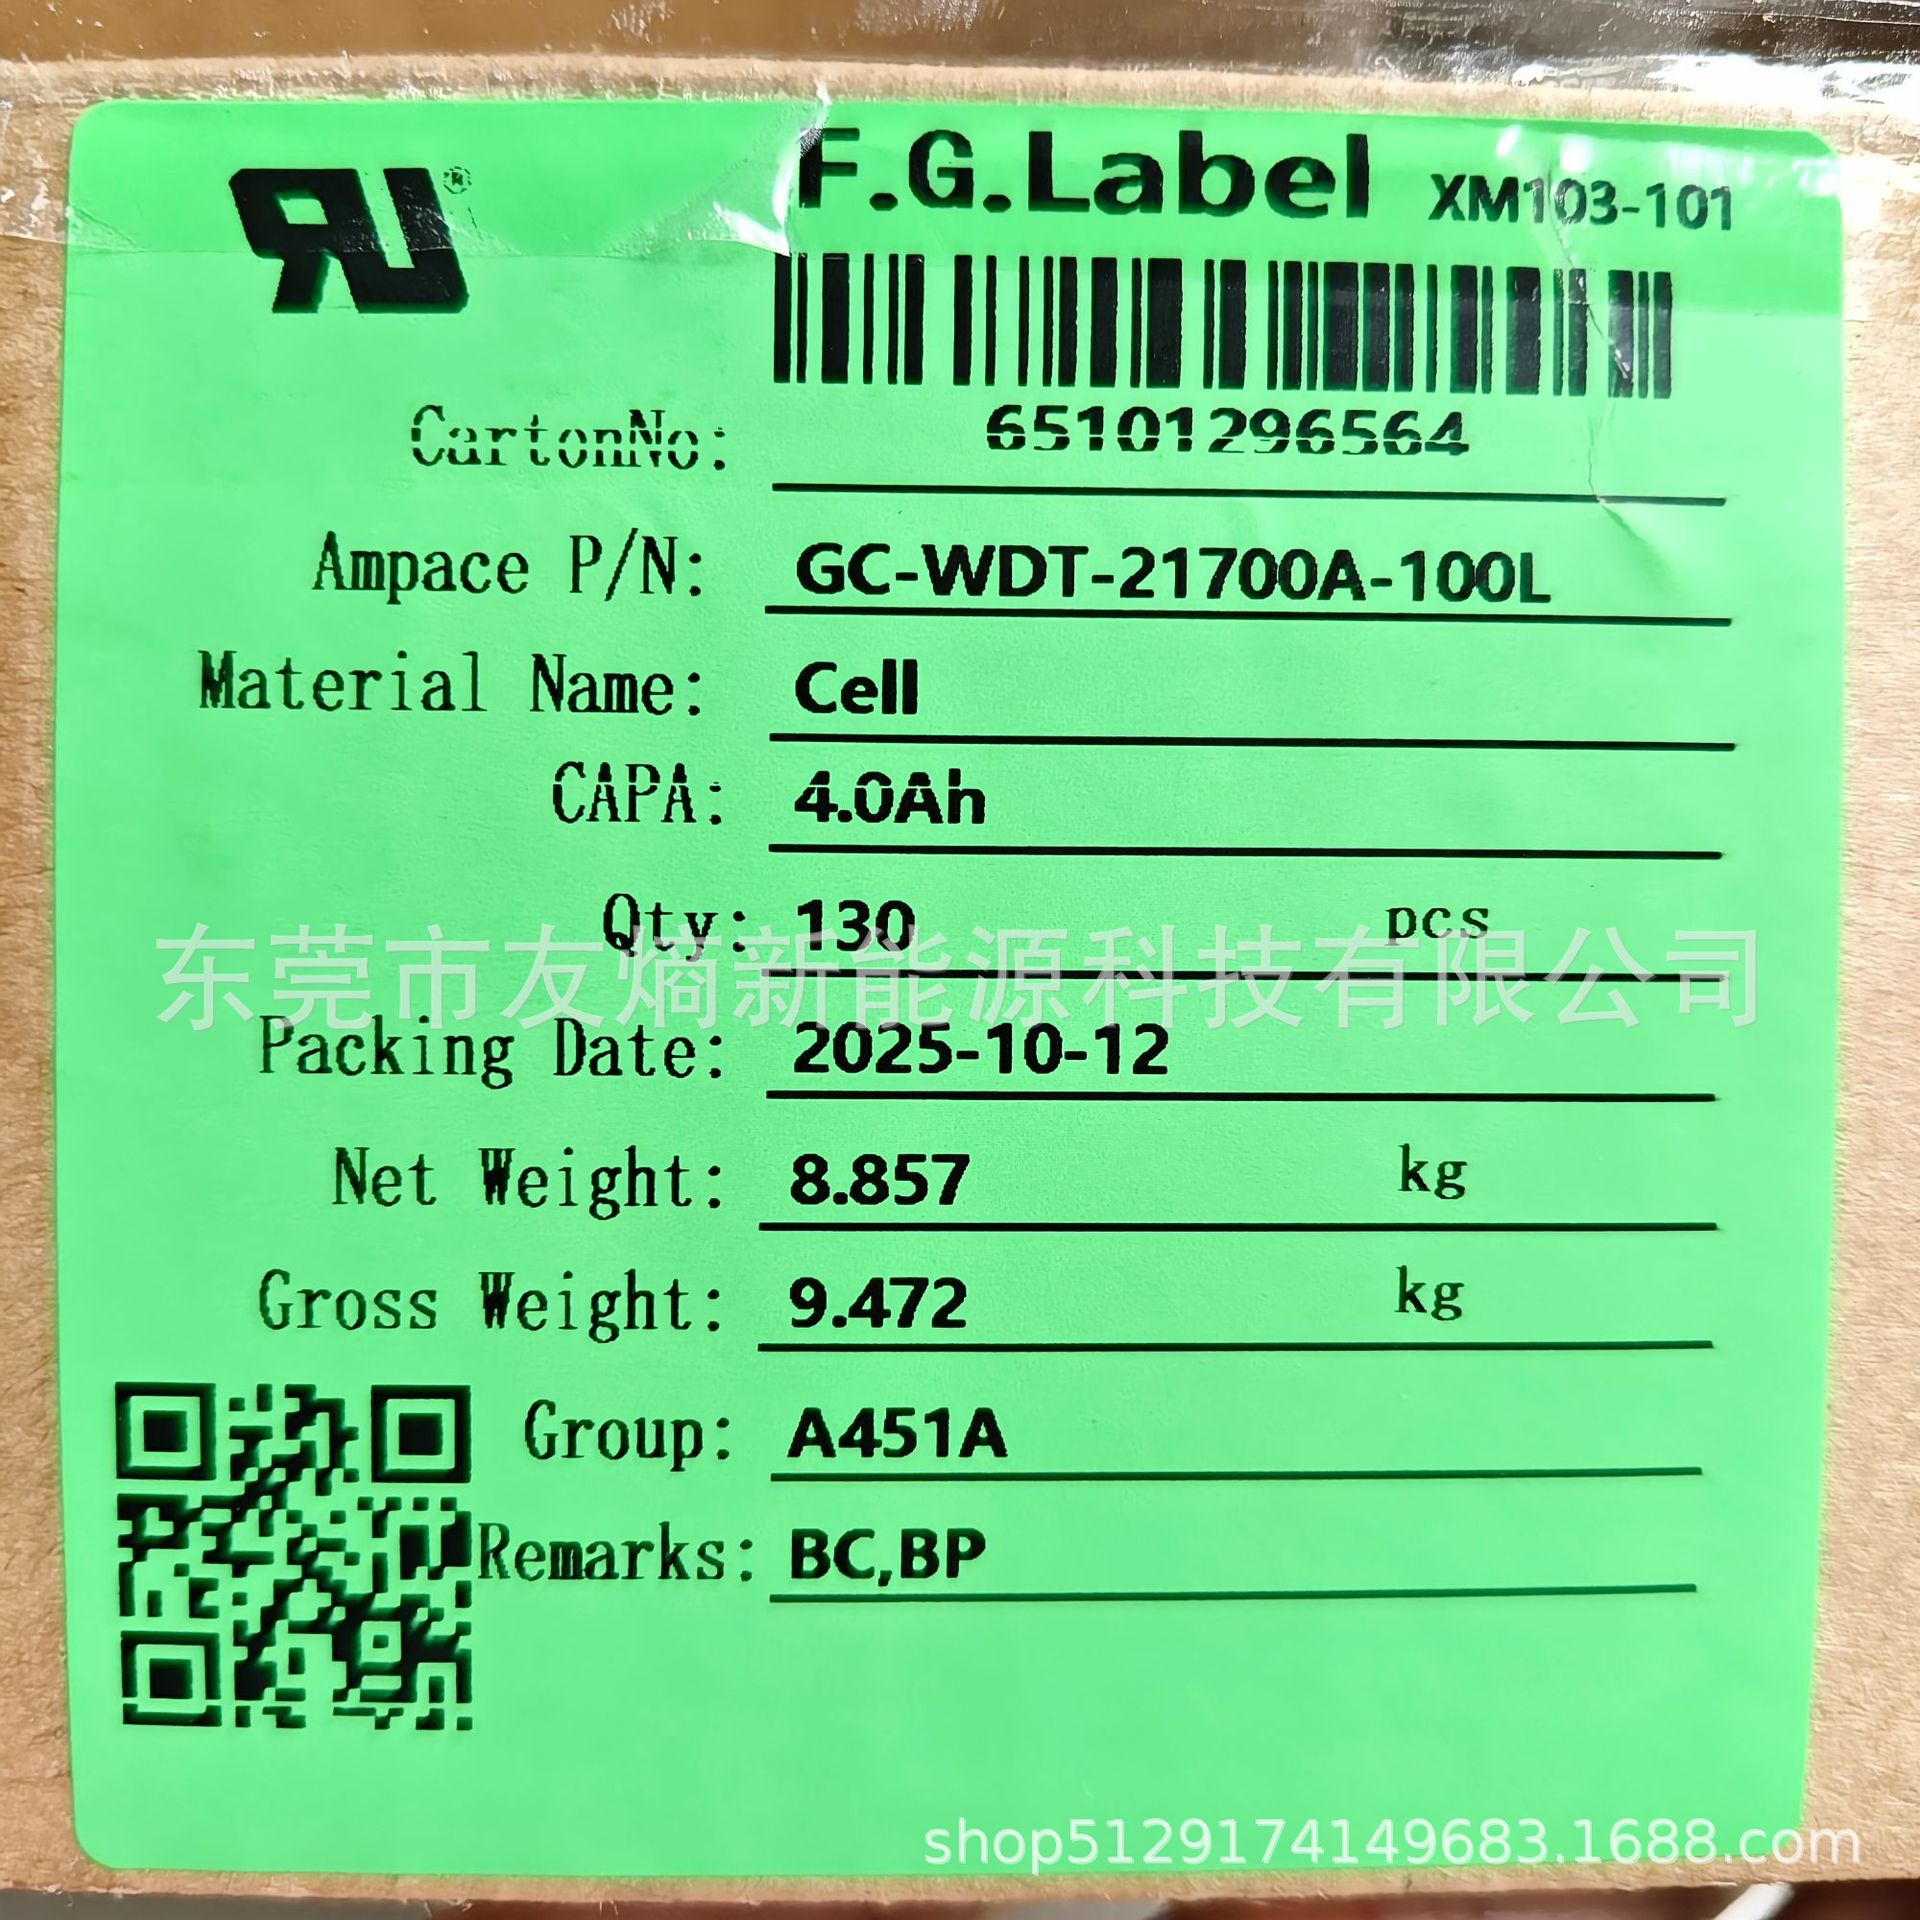 F.G.Label XM103-101
CartonNo: 65101296564
Ampace P/N: GC-WDT-21700A-100L
Material Name: Cell
CAPA: 4.0Ah
Qty: 130 pcs
东莞市友熵新能源科技有限公司
Packing Date: 2025-10-12
Net Weight: 8.857 kg
Gross Weight: 9.472 kg
Group: A451A
Remarks: BC,BP
shop5129174149683.1688.com